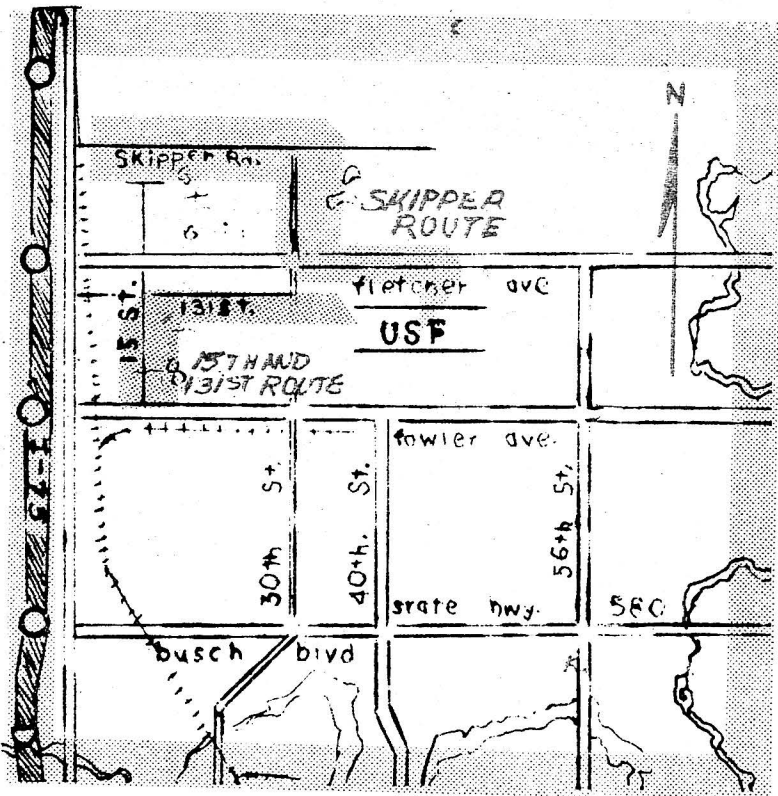 N
SKipper RD.
SKIPPER
ROUTE
fletcher ave
131 St.
15 St.
USF
15TH AND
131ST ROUTE
I-75
fowler ave.
30th St.
40th. St.
56th St.
state hwy. 580
busch blvd